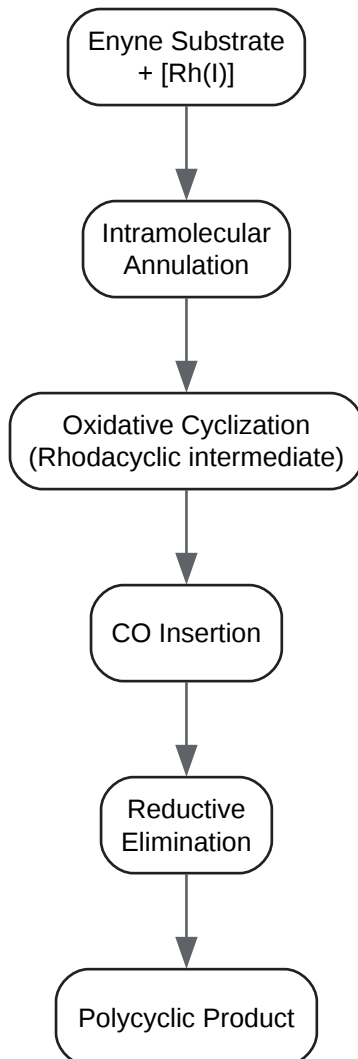 Enyne Substrate
+ [Rh(I)]
Intramolecular
Annulation
Oxidative Cyclization
(Rhodacyclic intermediate)
CO Insertion
Reductive
Elimination
Polycyclic Product